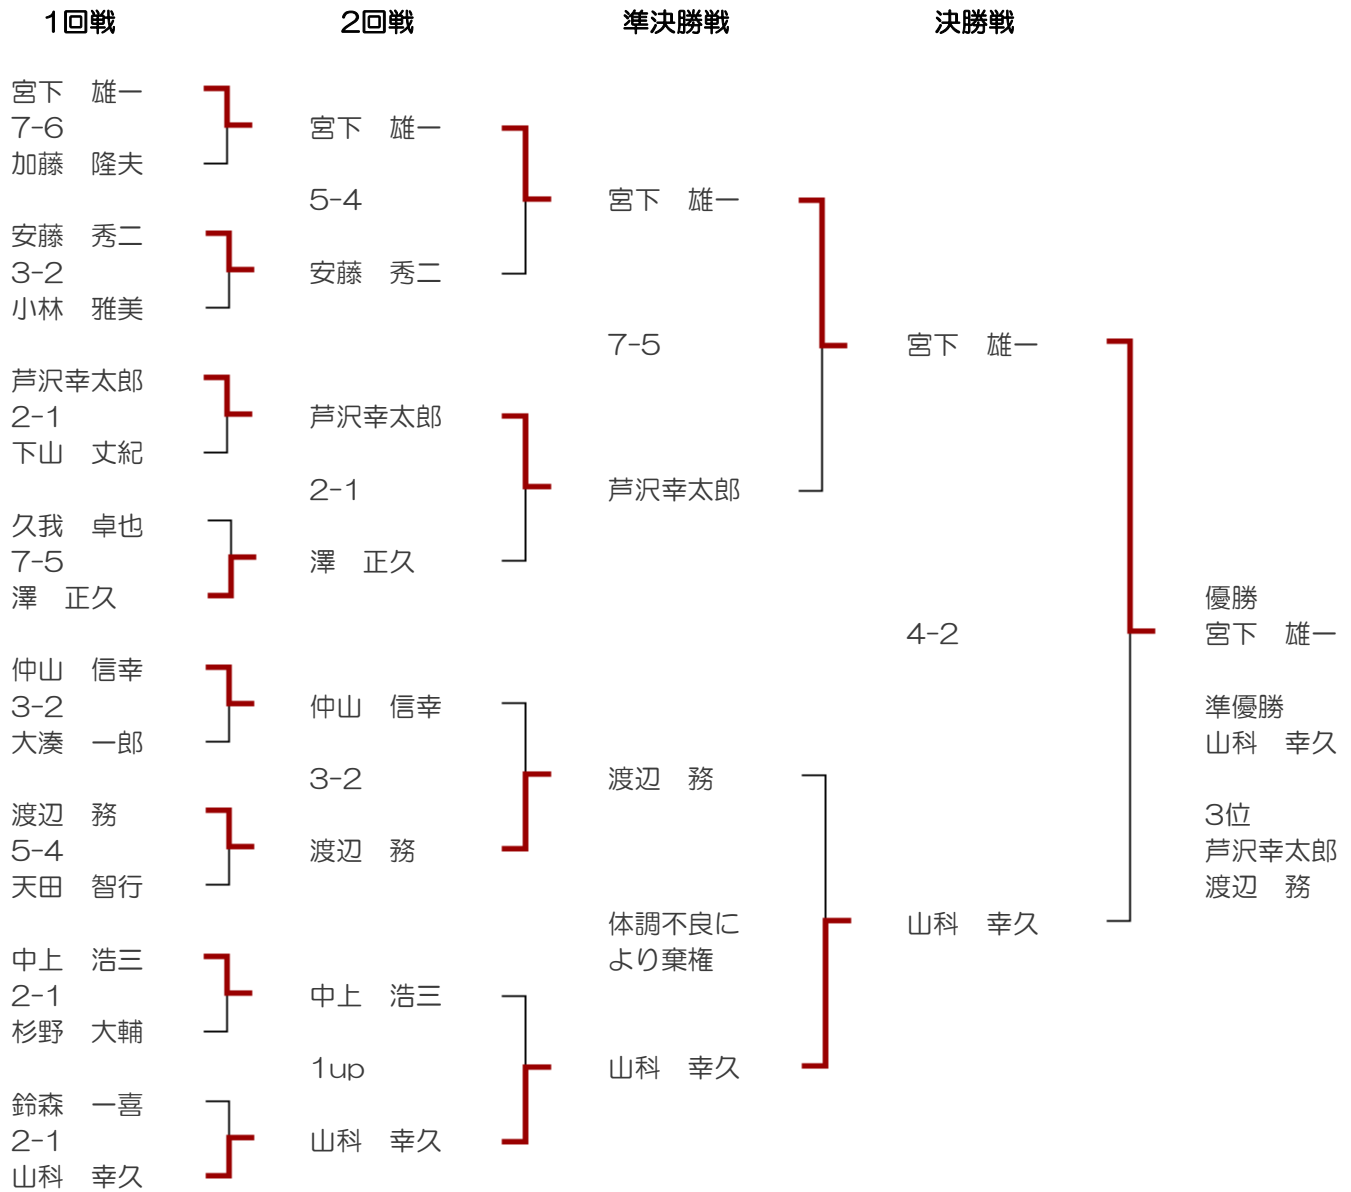 1回戦
2回戦
準決勝戦
決勝戦
宮下　雄一
7-6
加藤　隆夫
安藤　秀二
3-2
小林　雅美
芦沢幸太郎
2-1
下山　丈紀
久我　卓也
7-5
澤　正久
仲山　信幸
3-2
大湊　一郎
渡辺　務
5-4
天田　智行
中上　浩三
2-1
杉野　大輔
鈴森　一喜
2-1
山科　幸久
宮下　雄一
5-4
安藤　秀二
芦沢幸太郎
2-1
澤　正久
仲山　信幸
3-2
渡辺　務
中上　浩三
1up
山科　幸久
宮下　雄一
7-5
芦沢幸太郎
渡辺　務
体調不良に
より棄権
山科　幸久
宮下　雄一
4-2
山科　幸久
優勝
宮下　雄一
準優勝
山科　幸久
3位
芦沢幸太郎
渡辺　務